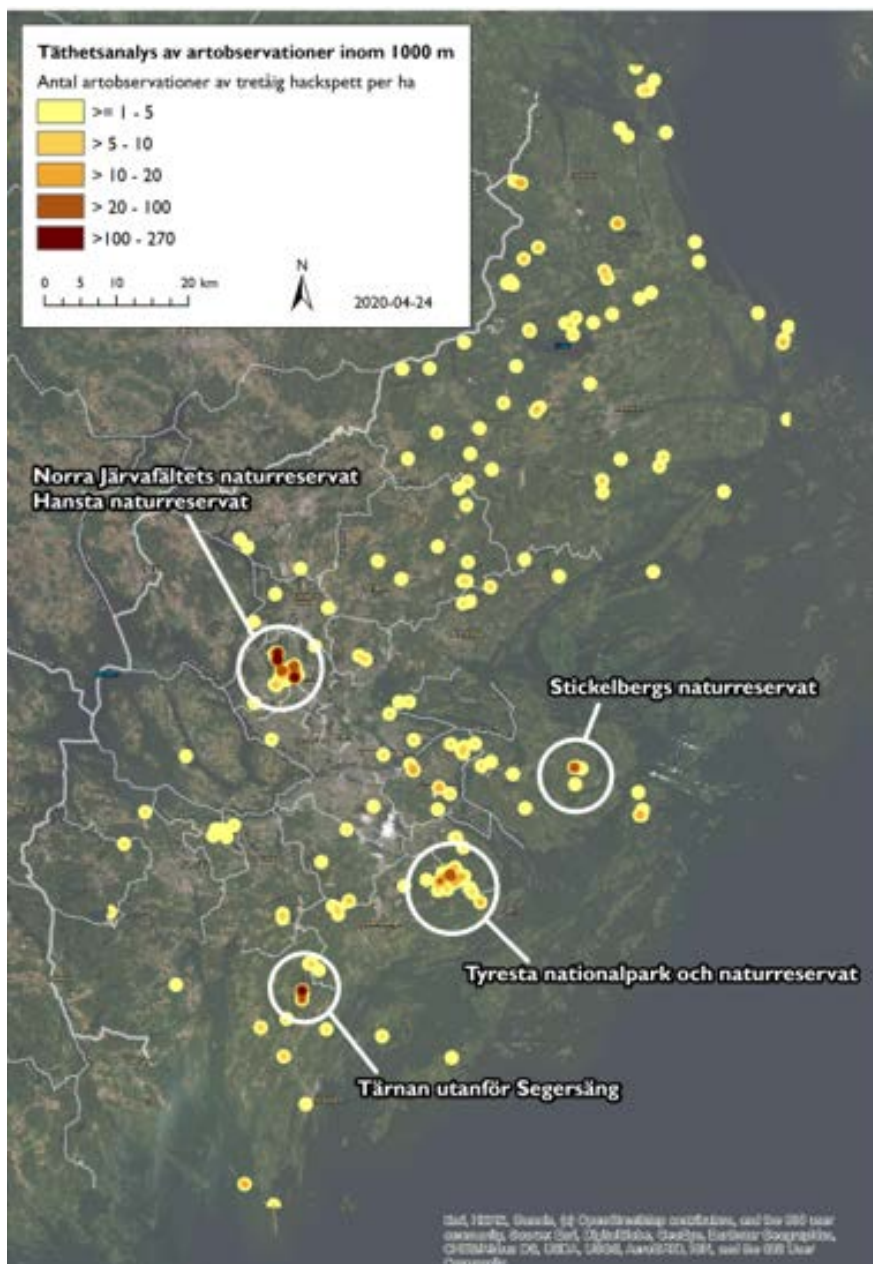 Täthetsanalys av artobservationer inom 1000 m
Antal artobservationer av tretåig hackspett per ha
>= 1 - 5
> 5 - 10
> 10 - 20
> 20 - 100
>100 - 270
N
0 5 10 20 km
2020-04-24
Norra Järvafältets naturreservat
Hansta naturreservat
Stickelbergs naturreservat
Tyresta nationalpark och naturreservat
Tärnan utanför Segersäng